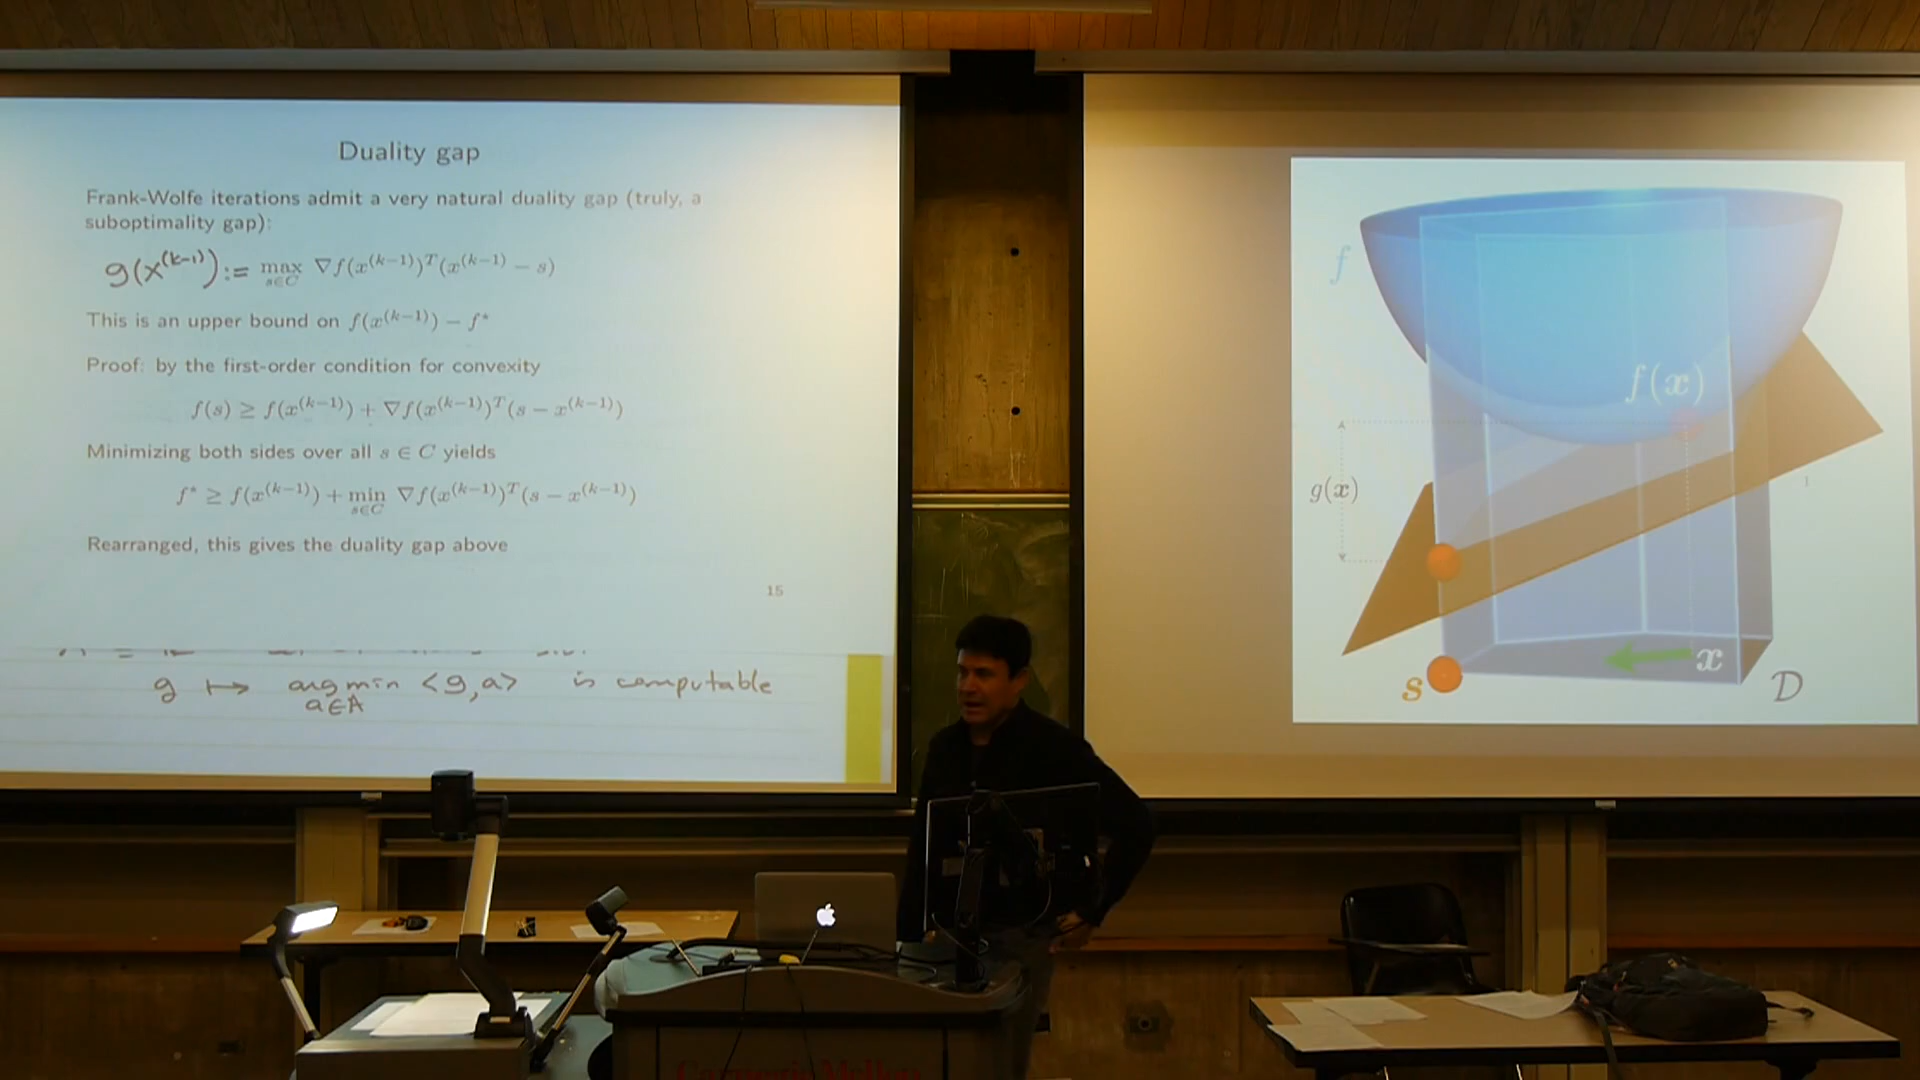 Duality gap
Frank-Wolfe iterations admit a very natural duality gap (truly, a
suboptimality gap):
g(x^{(k-1)}) := max_{s∈C} ∇f(x^{(k-1)})^T(x^{(k-1)} − s)
This is an upper bound on f(x^{(k-1)}) − f*
Proof: by the first-order condition for convexity
f(s) ≥ f(x^{(k-1)}) + ∇f(x^{(k-1)})^T(s − x^{(k-1)})
Minimizing both sides over all s ∈ C yields
f* ≥ f(x^{(k-1)}) + min_{s∈C} ∇f(x^{(k-1)})^T(s − x^{(k-1)})
Rearranged, this gives the duality gap above
15
g ↦ argmin_{a∈A} <g,a> is computable
f
f(x)
g(x)
x
s
D
Carnegie Mellon